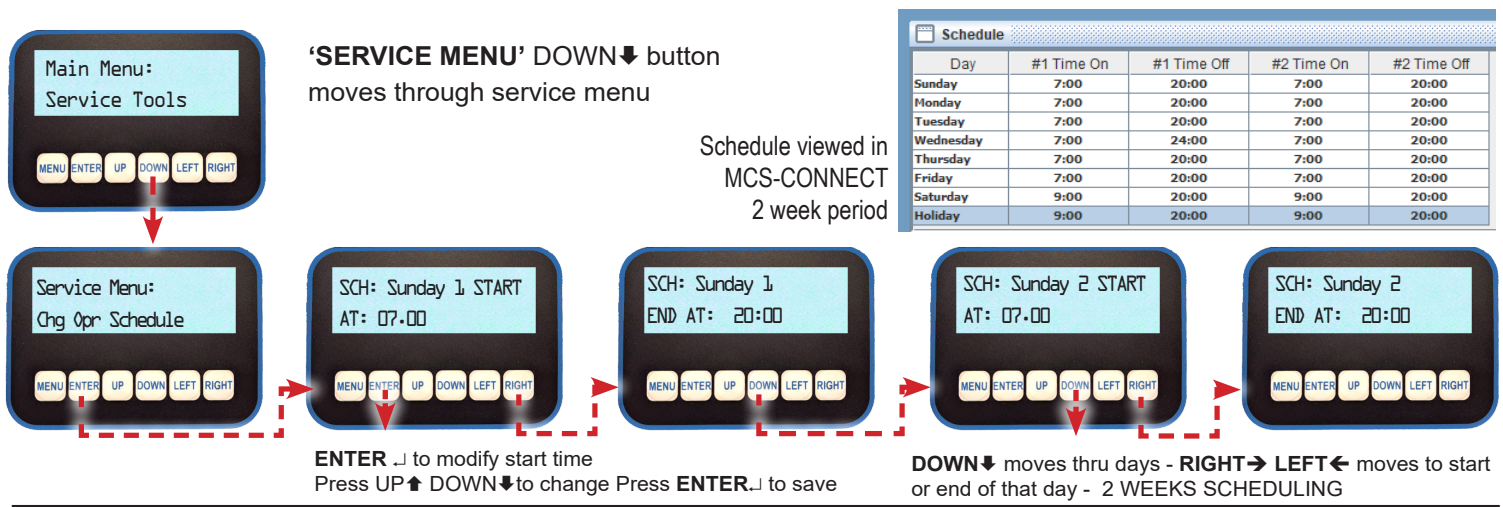 Main Menu:
Service Tools
MENU ENTER UP DOWN LEFT RIGHT
‘SERVICE MENU’ DOWN⬇ button
moves through service menu
Schedule viewed in
MCS-CONNECT
2 week period
Schedule
Day #1 Time On #1 Time Off #2 Time On #2 Time Off
Sunday 7:00 20:00 7:00 20:00
Monday 7:00 20:00 7:00 20:00
Tuesday 7:00 20:00 7:00 20:00
Wednesday 7:00 24:00 7:00 20:00
Thursday 7:00 20:00 7:00 20:00
Friday 7:00 20:00 7:00 20:00
Saturday 9:00 20:00 9:00 20:00
Holiday 9:00 20:00 9:00 20:00
Service Menu:
Chg Opr Schedule
MENU ENTER UP DOWN LEFT RIGHT
SCH: Sunday 1 START
AT: 07.00
MENU ENTER UP DOWN LEFT RIGHT
SCH: Sunday 1
END AT: 20:00
MENU ENTER UP DOWN LEFT RIGHT
SCH: Sunday 2 START
AT: 07.00
MENU ENTER UP DOWN LEFT RIGHT
SCH: Sunday 2
END AT: 20:00
MENU ENTER UP DOWN LEFT RIGHT
ENTER ↵ to modify start time
Press UP⬆ DOWN⬇to change Press ENTER↵ to save
DOWN⬇ moves thru days - RIGHT➔ LEFT← moves to start
or end of that day - 2 WEEKS SCHEDULING